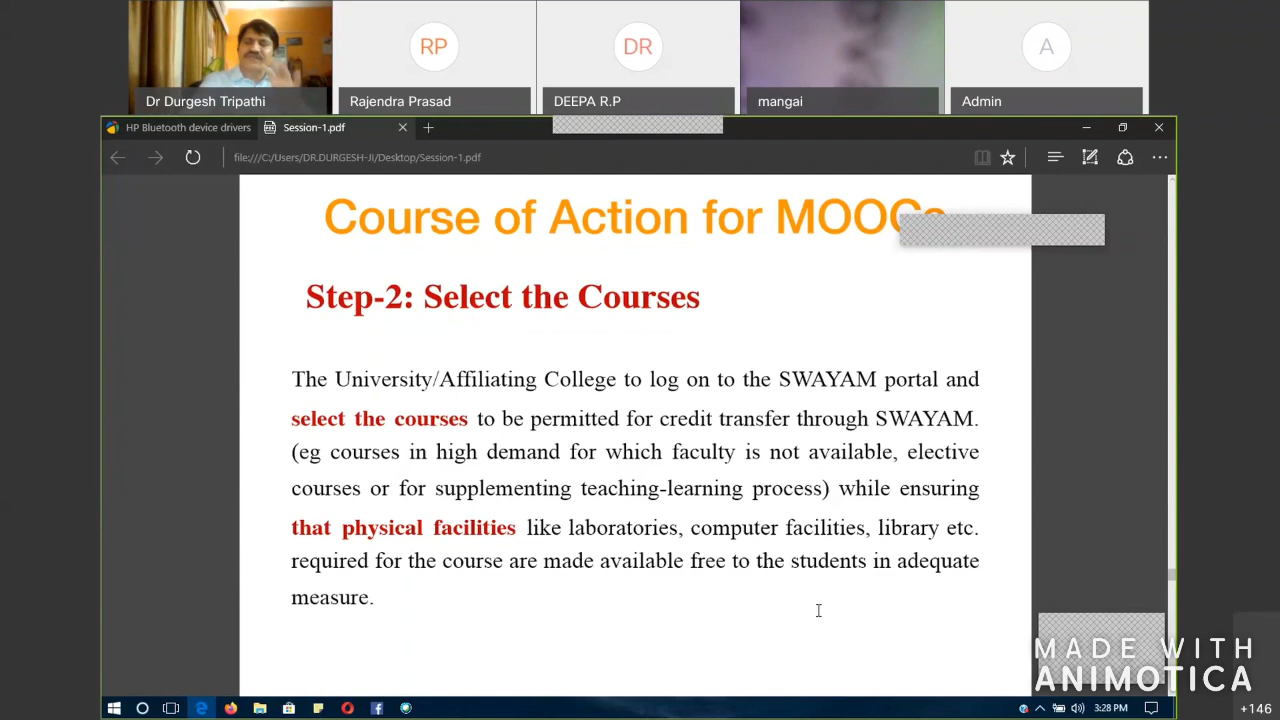 RP
DR
A
Dr Durgesh Tripathi
Rajendra Prasad
DEEPA R.P
mangai
Admin
HP Bluetooth device drivers
Session-1.pdf
file:///C:/Users/DR.DURGESH-JI/Desktop/Session-1.pdf
Course of Action for
Step-2: Select the Courses
The University/Affiliating College to log on to the SWAYAM portal and
select the courses to be permitted for credit transfer through SWAYAM.
(eg courses in high demand for which faculty is not available, elective
courses or for supplementing teaching-learning process) while ensuring
that physical facilities like laboratories, computer facilities, library etc.
required for the course are made available free to the students in adequate
measure.
MADE WITH
ANIMOTICA
3:28 PM
+146